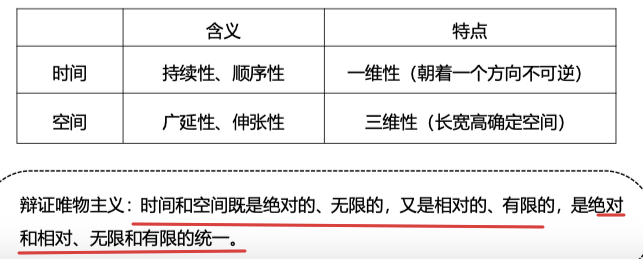 含义 特点
时间 持续性、顺序性 一维性（朝着一个方向不可逆）
空间 广延性、伸张性 三维性（长宽高确定空间）
辩证唯物主义：时间和空间既是绝对的、无限的，又是相对的、有限的，是绝对
和相对、无限和有限的统一。